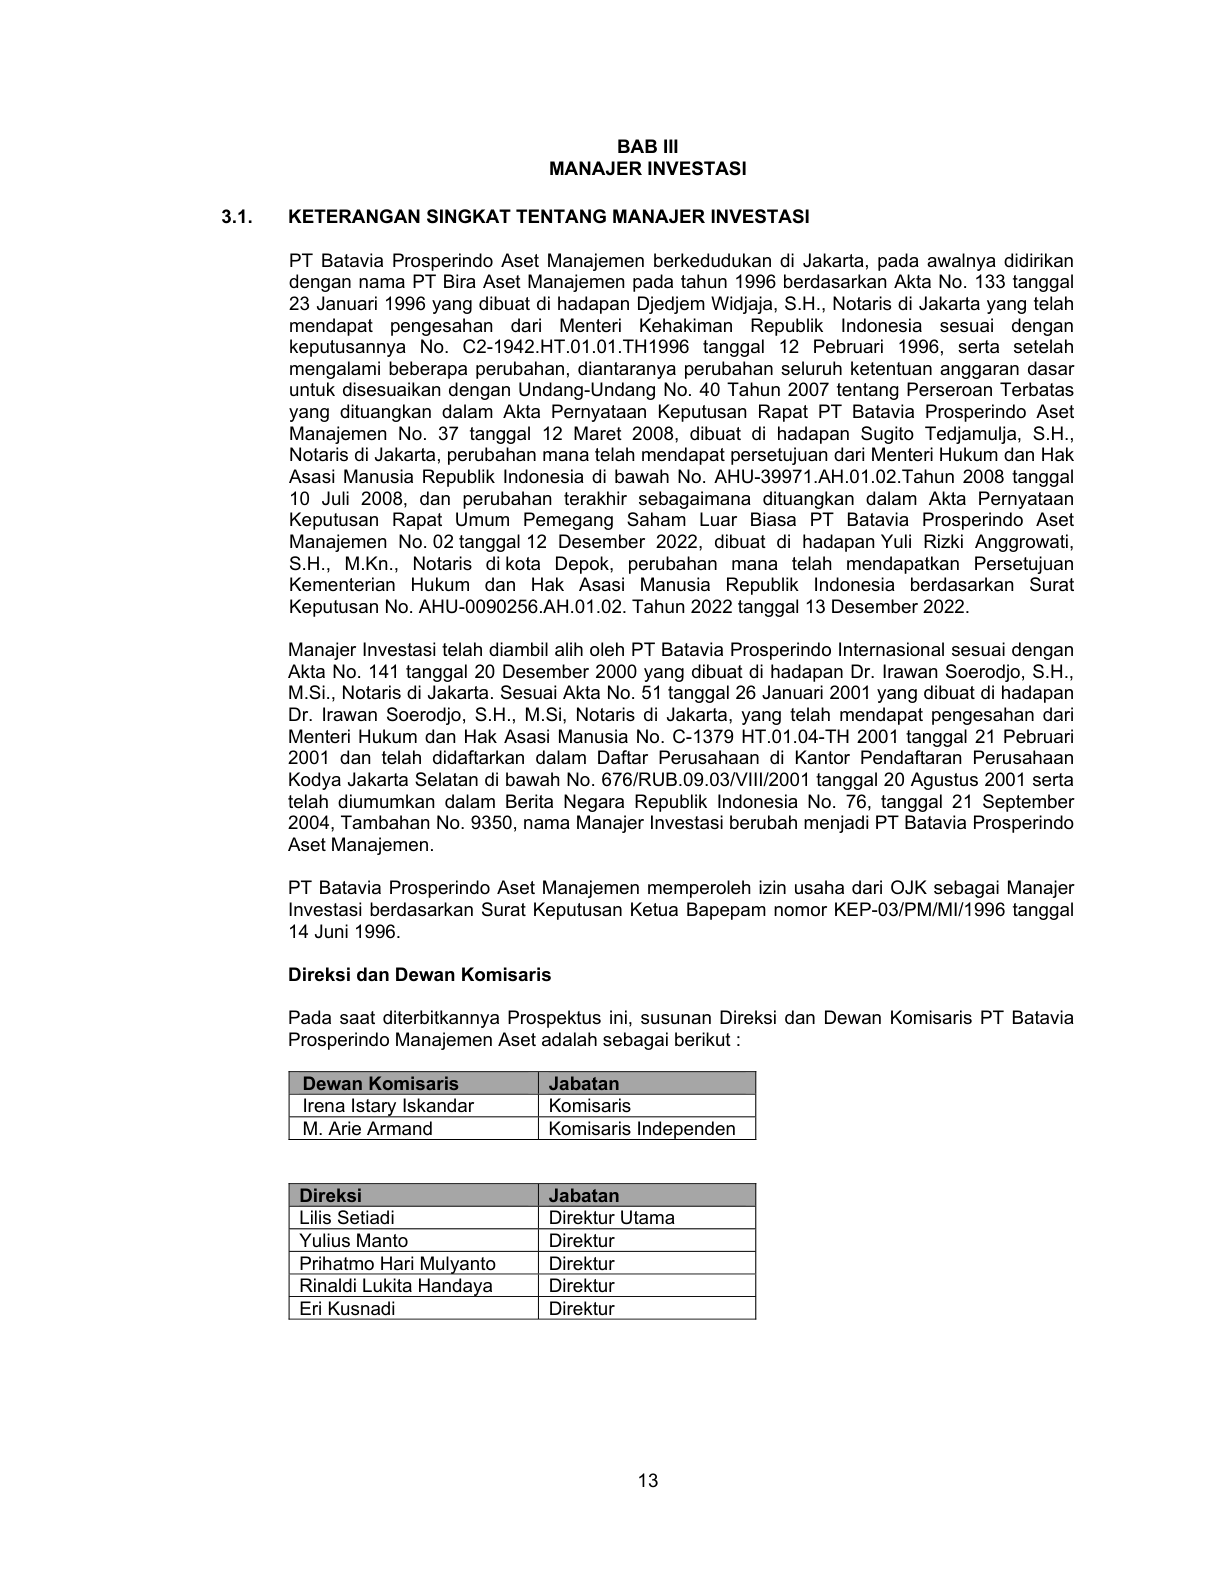 BAB III
MANAJER INVESTASI
3.1. KETERANGAN SINGKAT TENTANG MANAJER INVESTASI
PT Batavia Prosperindo Aset Manajemen berkedudukan di Jakarta, pada awalnya didirikan
dengan nama PT Bira Aset Manajemen pada tahun 1996 berdasarkan Akta No. 133 tanggal
23 Januari 1996 yang dibuat di hadapan Djedjem Widjaja, S.H., Notaris di Jakarta yang telah
mendapat pengesahan dari Menteri Kehakiman Republik Indonesia sesuai dengan
keputusannya No. C2-1942.HT.01.01.TH1996 tanggal 12 Pebruari 1996, serta setelah
mengalami beberapa perubahan, diantaranya perubahan seluruh ketentuan anggaran dasar
untuk disesuaikan dengan Undang-Undang No. 40 Tahun 2007 tentang Perseroan Terbatas
yang dituangkan dalam Akta Pernyataan Keputusan Rapat PT Batavia Prosperindo Aset
Manajemen No. 37 tanggal 12 Maret 2008, dibuat di hadapan Sugito Tedjamulja, S.H.,
Notaris di Jakarta, perubahan mana telah mendapat persetujuan dari Menteri Hukum dan Hak
Asasi Manusia Republik Indonesia di bawah No. AHU-39971.AH.01.02.Tahun 2008 tanggal
10 Juli 2008, dan perubahan terakhir sebagaimana dituangkan dalam Akta Pernyataan
Keputusan Rapat Umum Pemegang Saham Luar Biasa PT Batavia Prosperindo Aset
Manajemen No. 02 tanggal 12 Desember 2022, dibuat di hadapan Yuli Rizki Anggrowati,
S.H., M.Kn., Notaris di kota Depok, perubahan mana telah mendapatkan Persetujuan
Kementerian Hukum dan Hak Asasi Manusia Republik Indonesia berdasarkan Surat
Keputusan No. AHU-0090256.AH.01.02. Tahun 2022 tanggal 13 Desember 2022.
Manajer Investasi telah diambil alih oleh PT Batavia Prosperindo Internasional sesuai dengan
Akta No. 141 tanggal 20 Desember 2000 yang dibuat di hadapan Dr. Irawan Soerodjo, S.H.,
M.Si., Notaris di Jakarta. Sesuai Akta No. 51 tanggal 26 Januari 2001 yang dibuat di hadapan
Dr. Irawan Soerodjo, S.H., M.Si, Notaris di Jakarta, yang telah mendapat pengesahan dari
Menteri Hukum dan Hak Asasi Manusia No. C-1379 HT.01.04-TH 2001 tanggal 21 Pebruari
2001 dan telah didaftarkan dalam Daftar Perusahaan di Kantor Pendaftaran Perusahaan
Kodya Jakarta Selatan di bawah No. 676/RUB.09.03/VIII/2001 tanggal 20 Agustus 2001 serta
telah diumumkan dalam Berita Negara Republik Indonesia No. 76, tanggal 21 September
2004, Tambahan No. 9350, nama Manajer Investasi berubah menjadi PT Batavia Prosperindo
Aset Manajemen.
PT Batavia Prosperindo Aset Manajemen memperoleh izin usaha dari OJK sebagai Manajer
Investasi berdasarkan Surat Keputusan Ketua Bapepam nomor KEP-03/PM/MI/1996 tanggal
14 Juni 1996.
Direksi dan Dewan Komisaris
Pada saat diterbitkannya Prospektus ini, susunan Direksi dan Dewan Komisaris PT Batavia
Prosperindo Manajemen Aset adalah sebagai berikut :
Dewan Komisaris Jabatan
Irena Istary Iskandar Komisaris
M. Arie Armand Komisaris Independen
Direksi Jabatan
Lilis Setiadi Direktur Utama
Yulius Manto Direktur
Prihatmo Hari Mulyanto Direktur
Rinaldi Lukita Handaya Direktur
Eri Kusnadi Direktur
13